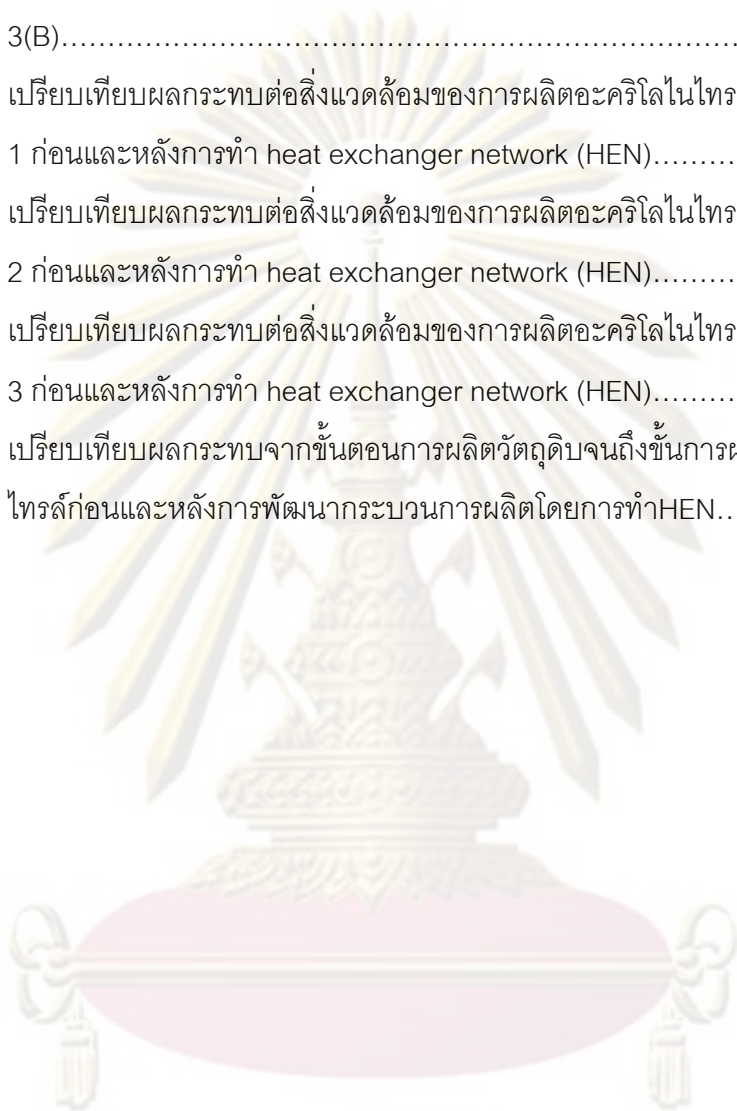 3(B)……………………………………………………………
เปรียบเทียบผลกระทบต่อสิ่งแวดล้อมของการผลิตอะคริโลไนไทร
1 ก่อนและหลังการทำ heat exchanger network (HEN)………
เปรียบเทียบผลกระทบต่อสิ่งแวดล้อมของการผลิตอะคริโลไนไทร
2 ก่อนและหลังการทำ heat exchanger network (HEN)………
เปรียบเทียบผลกระทบต่อสิ่งแวดล้อมของการผลิตอะคริโลไนไทร
3 ก่อนและหลังการทำ heat exchanger network (HEN)………
เปรียบเทียบผลกระทบจากขั้นตอนการผลิตวัตถุดิบจนถึงขั้นการผ
ไทรล์ก่อนและหลังการพัฒนากระบวนการผลิตโดยการทำHEN..